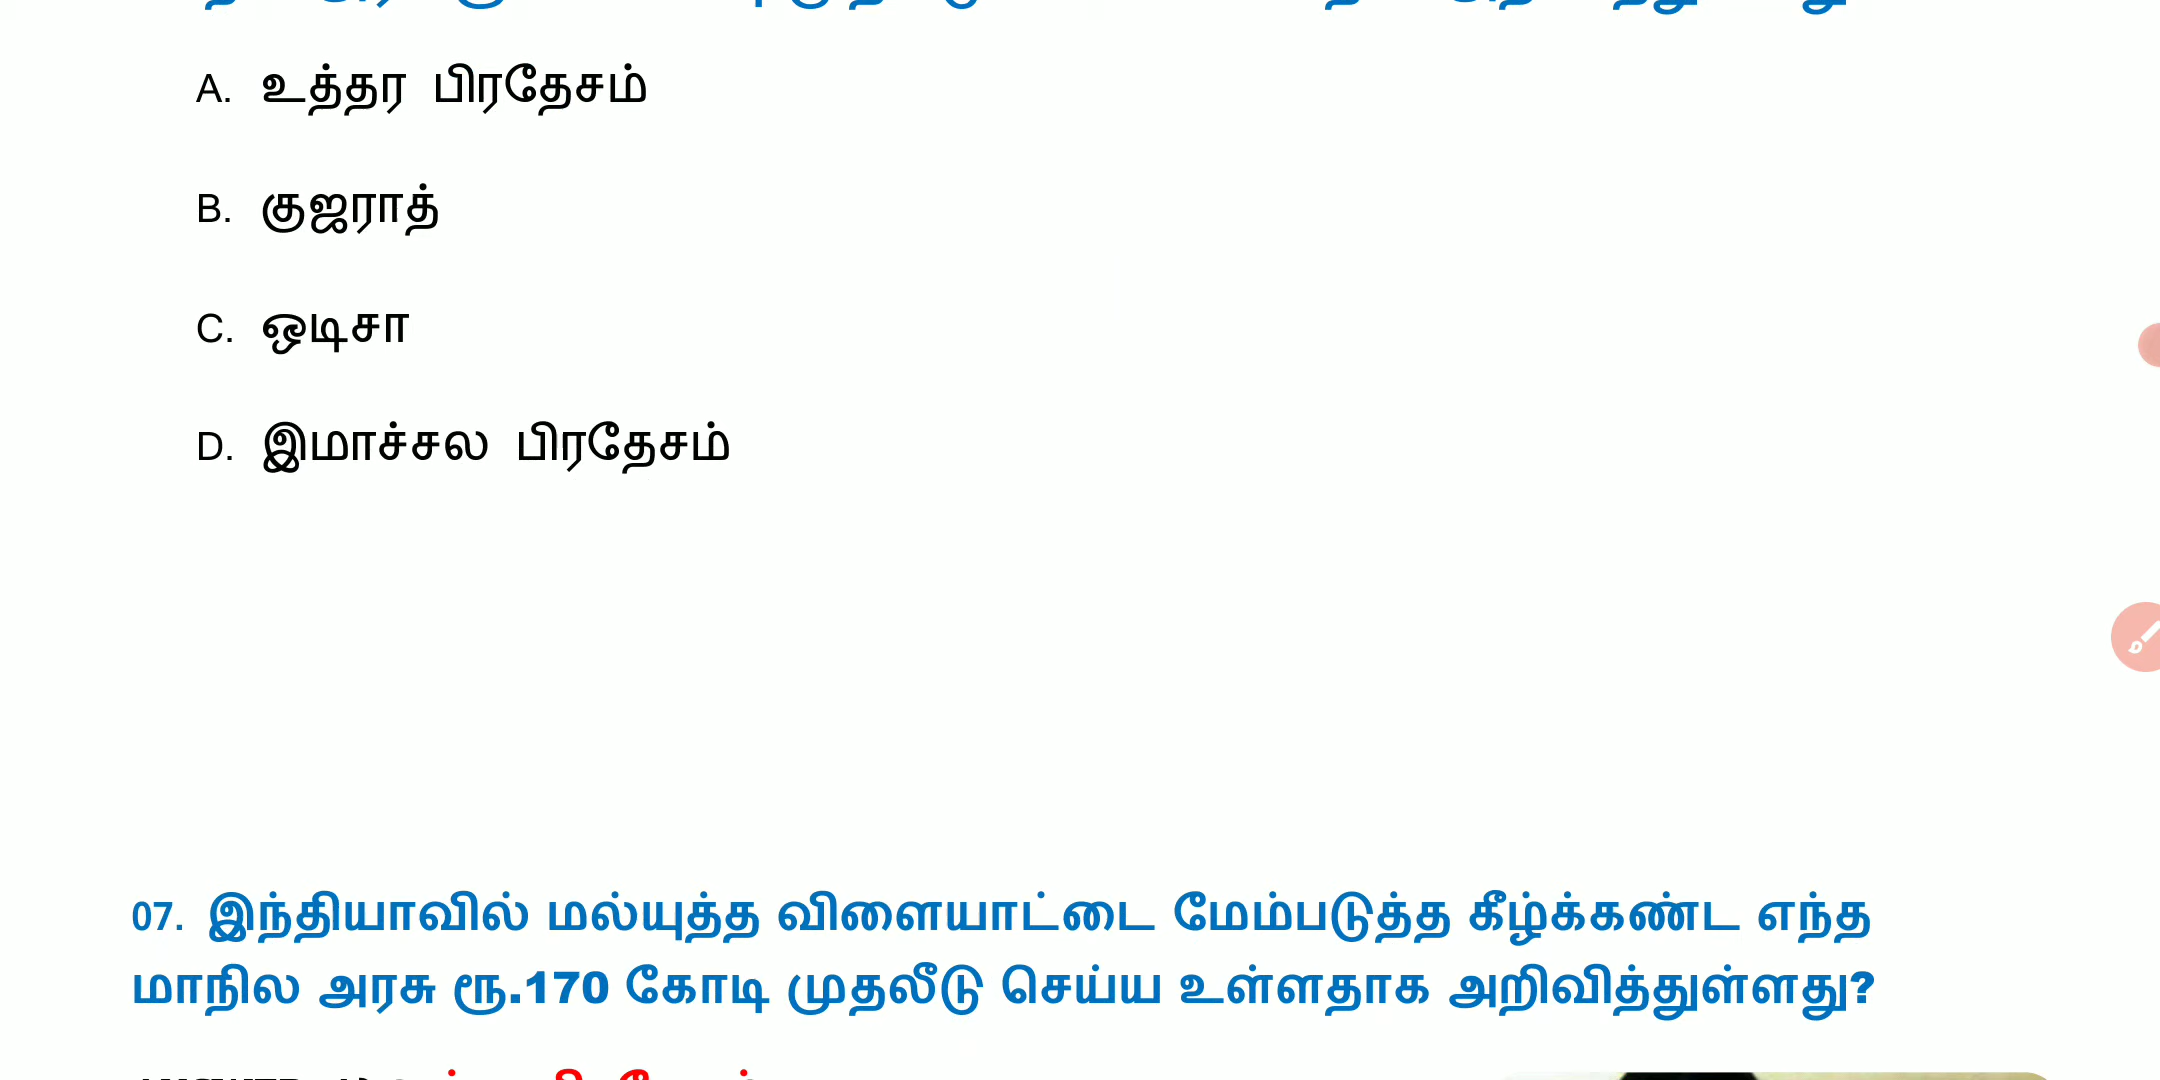 A. உத்தர பிரதேசம்
B. குஜராத்
C. ஒடிசா
D. இமாச்சல பிரதேசம்
07. இந்தியாவில் மல்யுத்த விளையாட்டை மேம்படுத்த கீழ்க்கண்ட எந்த
மாநில அரசு ரூ.170 கோடி முதலீடு செய்ய உள்ளதாக அறிவித்துள்ளது?